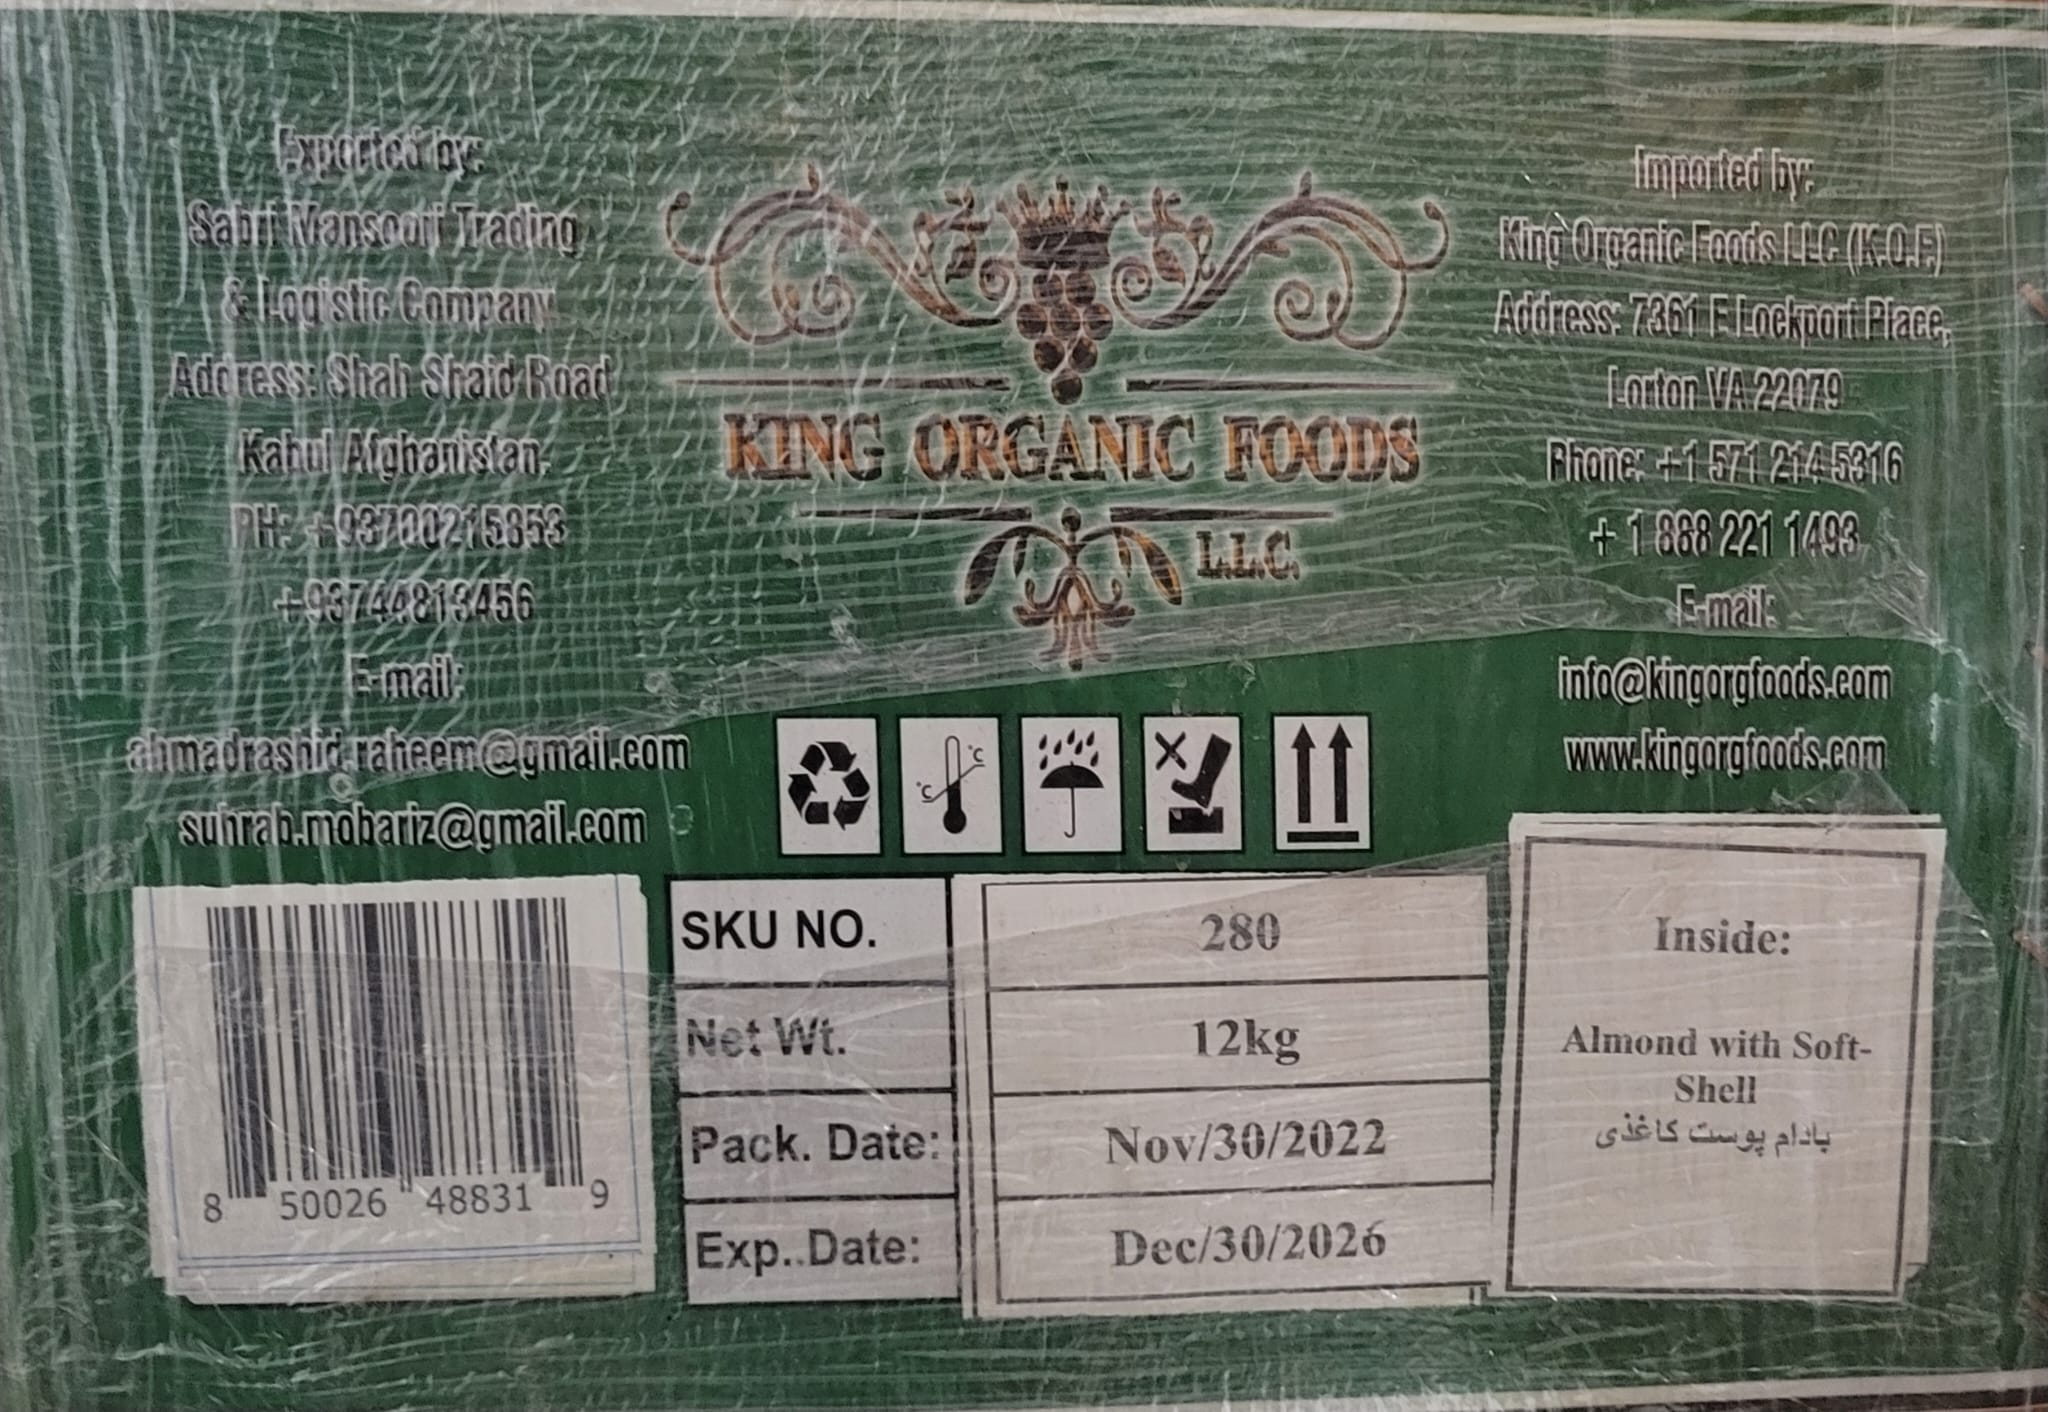 Exported by:
Sabri Mansoori Trading
& Logistic Company
Address: Shah Shaid Road
Kabul Afghanistan.
PH: +93700215853
+93744813456
E-mail:
ahmadrashid.raheem@gmail.com
suhrab.mobariz@gmail.com
KING ORGANIC FOODS
L.L.C.
Imported by:
King Organic Foods LLC (K.O.F)
Address: 7361 E Lockport Place,
Lorton VA 22079
Phone: +1 571 214 5316
+ 1 888 221 1493
E-mail:
info@kingorgfoods.com
www.kingorgfoods.com
°C
°C
8 50026 48831 9
SKU NO. 280
Net Wt. 12kg
Pack. Date: Nov/30/2022
Exp..Date: Dec/30/2026
Inside:
Almond with Soft-
Shell
بادام پوست کاغذی